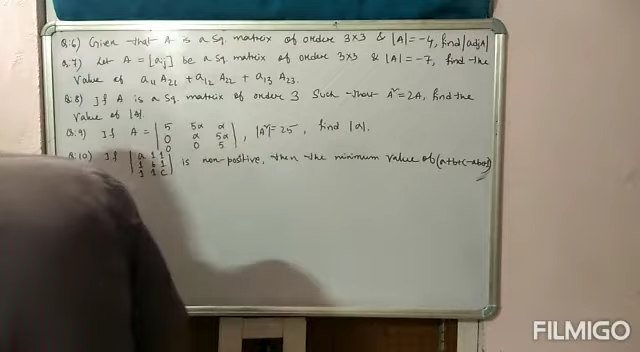 Q.6) Given that A is a sq. matrix of order 3x3 & |A|=-4, find |adjA|
Q.7) Let A = [aij] be a sq. matrix of order 3x3 & |A|=-7, find the
value of a11 A21 + a12 A22 + a13 A23.
Q.8) If A is a sq. matrix of order 3 such that A²=2A, find the
value of |A|.
Q.9) If A = | 5 5α α |
| 0 α 5α | , |A²|=25, find |α|.
| 0 0 5 |
Q.10) If | a 1 1 |
| 1 b 1 | is non-positive, then the minimum value of (a+b+c-abc)
| 1 1 c |
FILMIGO